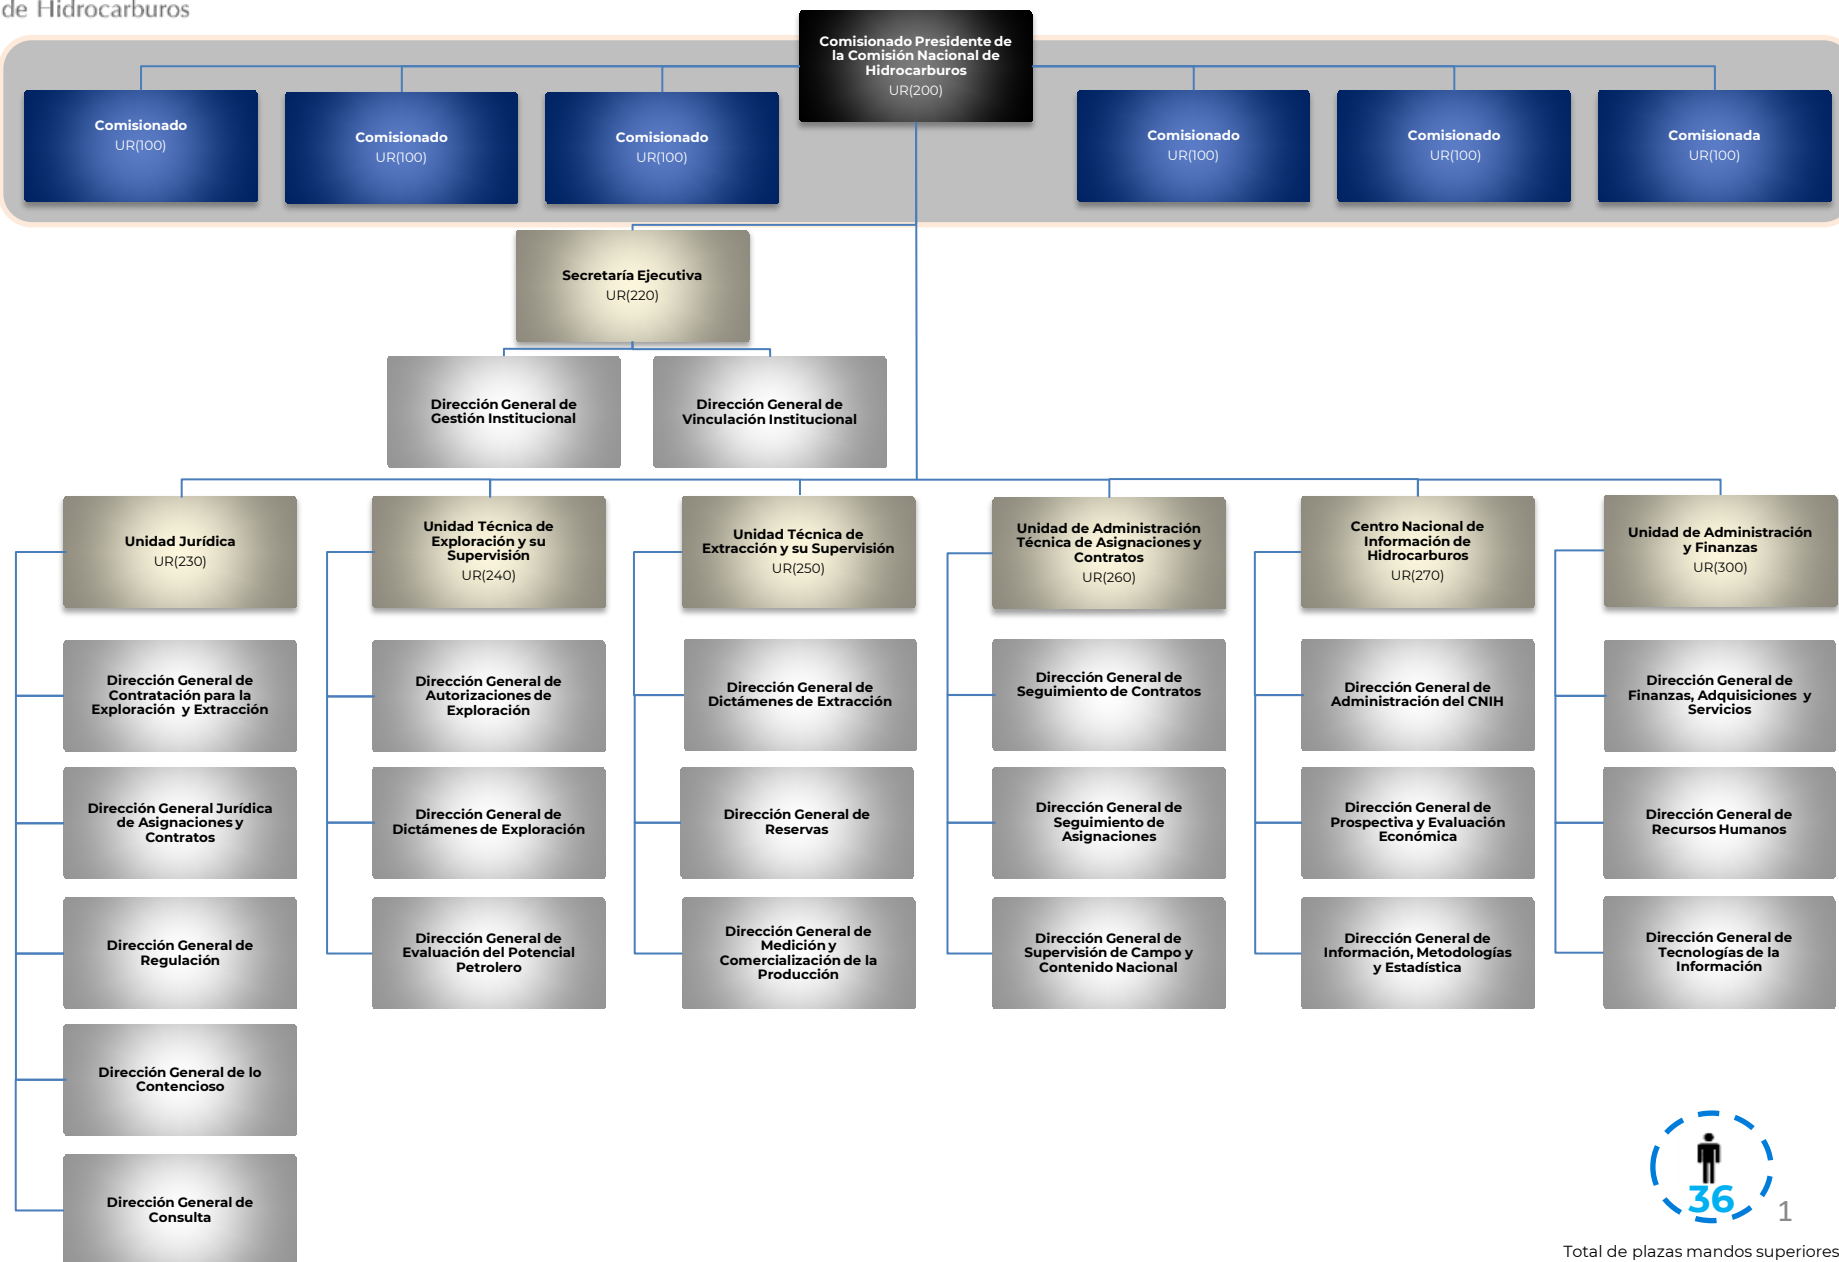 de Hidrocarburos
Comisionado Presidente de
la Comisión Nacional de
Hidrocarburos
UR(200)
Comisionado
UR(100)
Comisionado
UR(100)
Comisionado
UR(100)
Comisionado
UR(100)
Comisionado
UR(100)
Comisionada
UR(100)
Secretaría Ejecutiva
UR(220)
Dirección General de
Gestión Institucional
Dirección General de
Vinculación Institucional
Unidad Jurídica
UR(230)
Unidad Técnica de
Exploración y su
Supervisión
UR(240)
Unidad Técnica de
Extracción y su Supervisión
UR(250)
Unidad de Administración
Técnica de Asignaciones y
Contratos
UR(260)
Centro Nacional de
Información de
Hidrocarburos
UR(270)
Unidad de Administración
y Finanzas
UR(300)
Dirección General de
Contratación para la
Exploración y Extracción
Dirección General de
Autorizaciones de
Exploración
Dirección General de
Dictámenes de Extracción
Dirección General de
Seguimiento de Contratos
Dirección General de
Administración del CNIH
Dirección General de
Finanzas, Adquisiciones y
Servicios
Dirección General Jurídica
de Asignaciones y
Contratos
Dirección General de
Dictámenes de Exploración
Dirección General de
Reservas
Dirección General de
Seguimiento de
Asignaciones
Dirección General de
Prospectiva y Evaluación
Económica
Dirección General de
Recursos Humanos
Dirección General de
Regulación
Dirección General de
Evaluación del Potencial
Petrolero
Dirección General de
Medición y
Comercialización de la
Producción
Dirección General de
Supervisión de Campo y
Contenido Nacional
Dirección General de
Información, Metodologías
y Estadística
Dirección General de
Tecnologías de la
Información
Dirección General de lo
Contencioso
Dirección General de
Consulta
36
1
Total de plazas mandos superiores